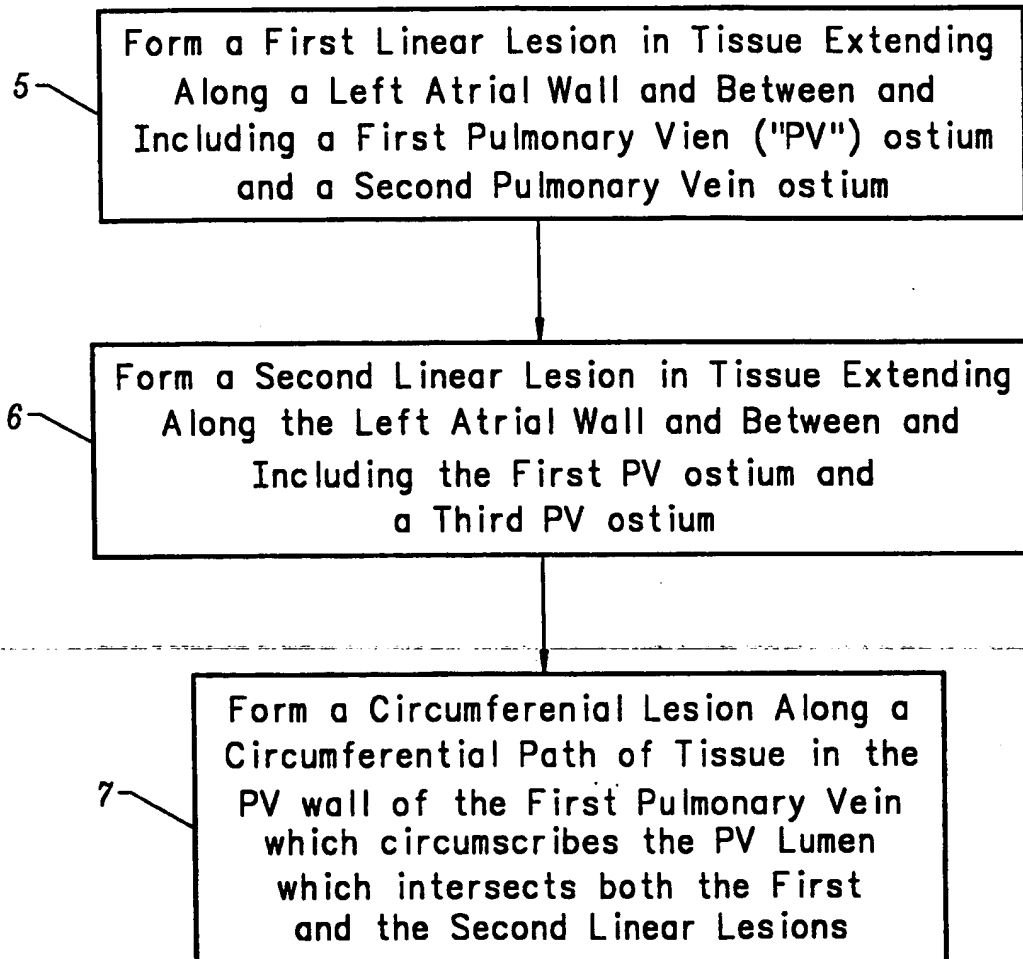 Form a First Linear Lesion in Tissue Extending
5
Along a Left Atrial Wall and Between and
Including a First Pulmonary Vien ("PV") ostium
and a Second Pulmonary Vein ostium
Form a Second Linear Lesion in Tissue Extending
6
Along the Left Atrial Wall and Between and
Including the First PV ostium and
a Third PV ostium
Form a Circumferenial Lesion Along a
Circumferential Path of Tissue in the
7
PV wall of the First Pulmonary Vein
which circumscribes the PV Lumen
which intersects both the First
and the Second Linear Lesions